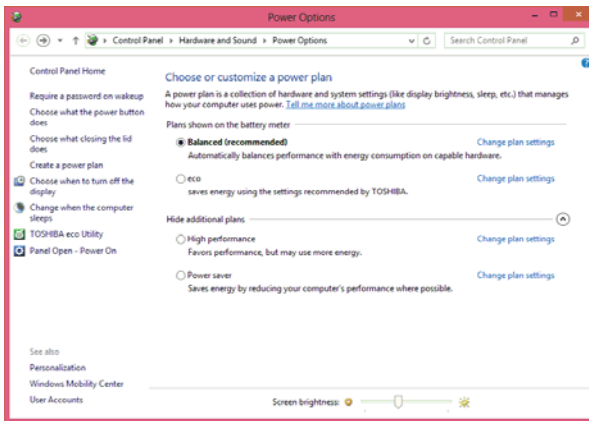 Power Options
Control Panel > Hardware and Sound > Power Options
Search Control Panel
Control Panel Home
Require a password on wakeup
Choose what the power button
does
Choose what closing the lid
does
Create a power plan
Choose when to turn off the
display
Change when the computer
sleeps
TOSHIBA eco Utility
Panel Open - Power On
See also
Personalization
Windows Mobility Center
User Accounts
Choose or customize a power plan
A power plan is a collection of hardware and system settings (like display brightness, sleep, etc.) that manages
how your computer uses power. Tell me more about power plans
Plans shown on the battery meter
Balanced (recommended) Change plan settings
Automatically balances performance with energy consumption on capable hardware.
eco Change plan settings
saves energy using the settings recommended by TOSHIBA.
Hide additional plans
High performance Change plan settings
Favors performance, but may use more energy.
Power saver Change plan settings
Saves energy by reducing your computer's performance where possible.
Screen brightness: